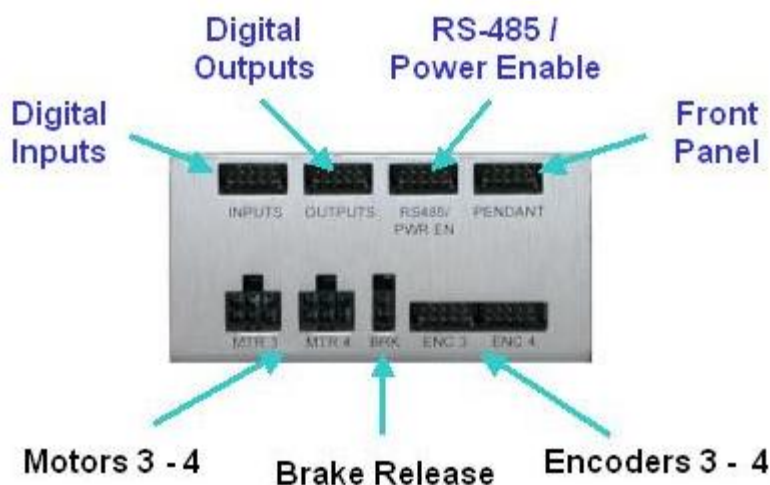 Digital
Outputs
RS-485 /
Power Enable
Digital
Inputs
Front
Panel
INPUTS
OUTPUTS
RS485/
PWR EN
PENDANT
MTR 3
MTR 4
BRK
ENC 3
ENC 4
Motors 3 - 4
Brake Release
Encoders 3 - 4